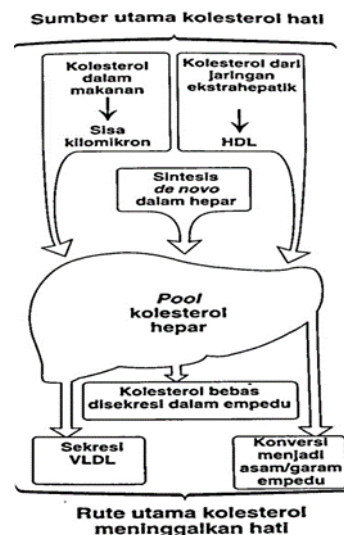 Sumber utama kolesterol hati
Kolesterol
dalam
makanan
Sisa
kilomikron
Kolesterol dari
jaringan
ekstrahepatik
HDL
Sintesis
de novo
dalam hepar
Pool
kolesterol
hepar
Kolesterol bebas
disekresi dalam empedu
Sekresi
VLDL
Konversi
menjadi
asam/garam
empedu
Rute utama kolesterol
meninggalkan hati